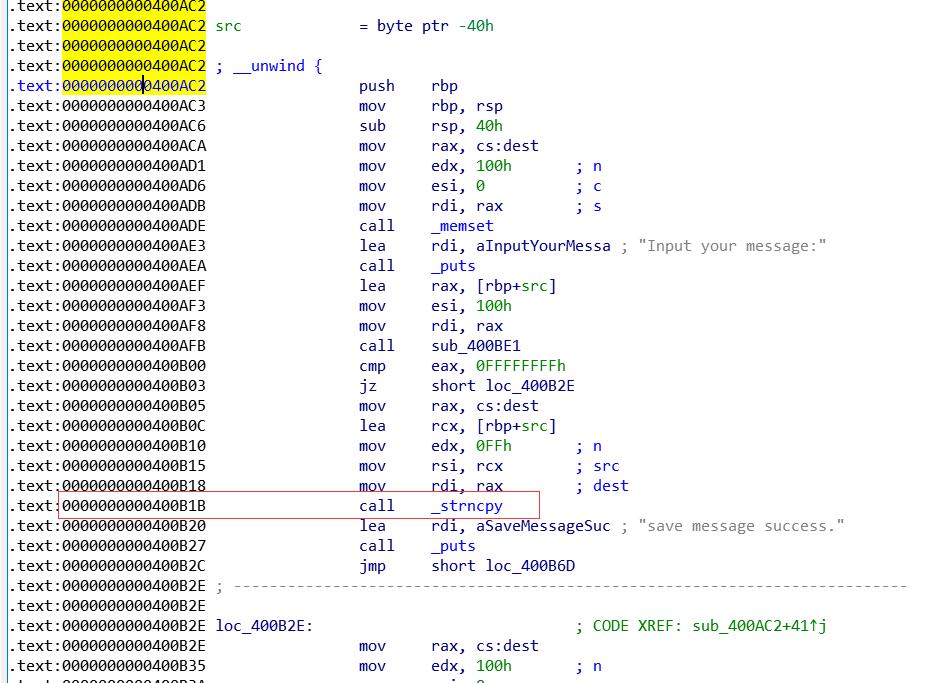 .text:0000000000400AC2
.text:0000000000400AC2 src = byte ptr -40h
.text:0000000000400AC2
.text:0000000000400AC2 ; __unwind {
.text:0000000000400AC2 push rbp
.text:0000000000400AC3 mov rbp, rsp
.text:0000000000400AC6 sub rsp, 40h
.text:0000000000400ACA mov rax, cs:dest
.text:0000000000400AD1 mov edx, 100h ; n
.text:0000000000400AD6 mov esi, 0 ; c
.text:0000000000400ADB mov rdi, rax ; s
.text:0000000000400ADE call _memset
.text:0000000000400AE3 lea rdi, aInputYourMessa ; "Input your message:"
.text:0000000000400AEA call _puts
.text:0000000000400AEF lea rax, [rbp+src]
.text:0000000000400AF3 mov esi, 100h
.text:0000000000400AF8 mov rdi, rax
.text:0000000000400AFB call sub_400BE1
.text:0000000000400B00 cmp eax, 0FFFFFFFFh
.text:0000000000400B03 jz short loc_400B2E
.text:0000000000400B05 mov rax, cs:dest
.text:0000000000400B0C lea rcx, [rbp+src]
.text:0000000000400B10 mov edx, 0FFh ; n
.text:0000000000400B15 mov rsi, rcx ; src
.text:0000000000400B18 mov rdi, rax ; dest
.text:0000000000400B1B call _strncpy
.text:0000000000400B20 lea rdi, aSaveMessageSuc ; "save message success."
.text:0000000000400B27 call _puts
.text:0000000000400B2C jmp short loc_400B6D
.text:0000000000400B2E ; ---------------------------------------------------------------------------
.text:0000000000400B2E
.text:0000000000400B2E loc_400B2E: ; CODE XREF: sub_400AC2+41↑j
.text:0000000000400B2E mov rax, cs:dest
.text:0000000000400B35 mov edx, 100h ; n